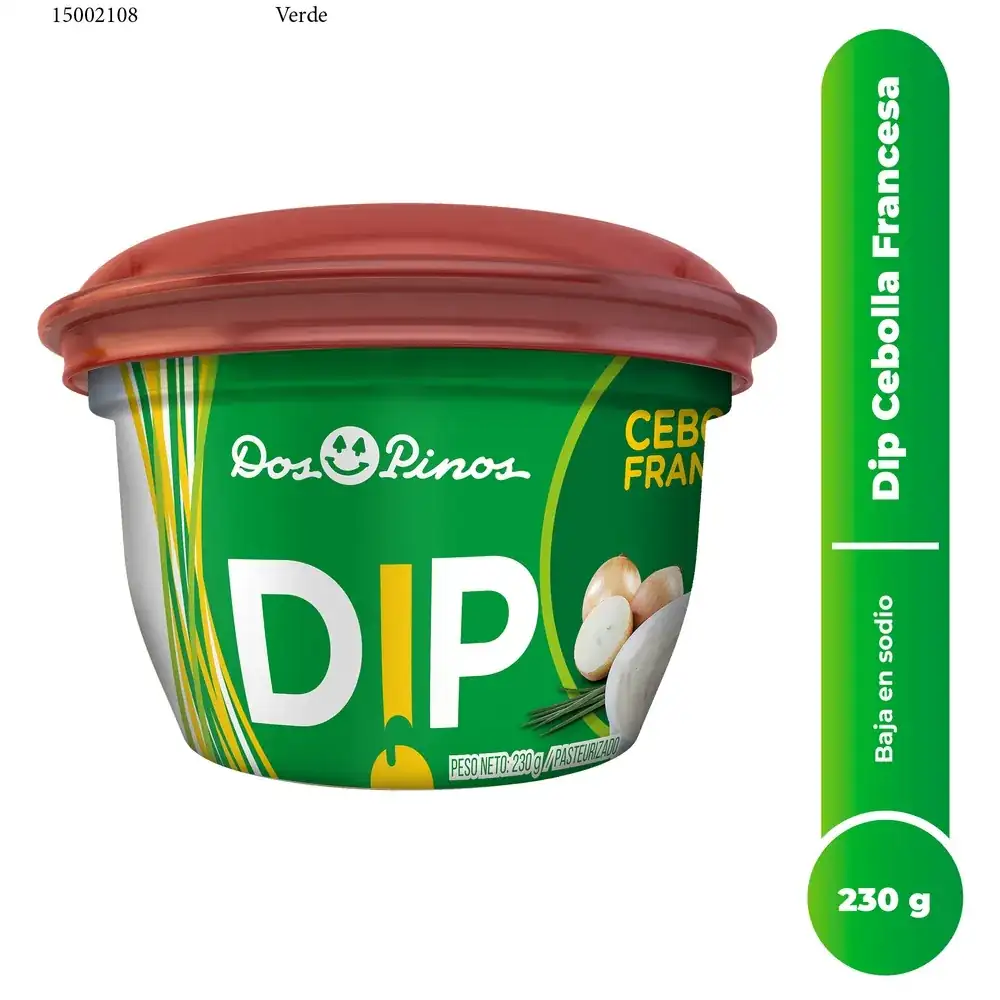 15002108 Verde
Dos Pinos
CEBO
FRAN
DIP
PESO NETO: 230 g / PASTEURIZADO
Dip Cebolla Francesa
Baja en sodio
230 g